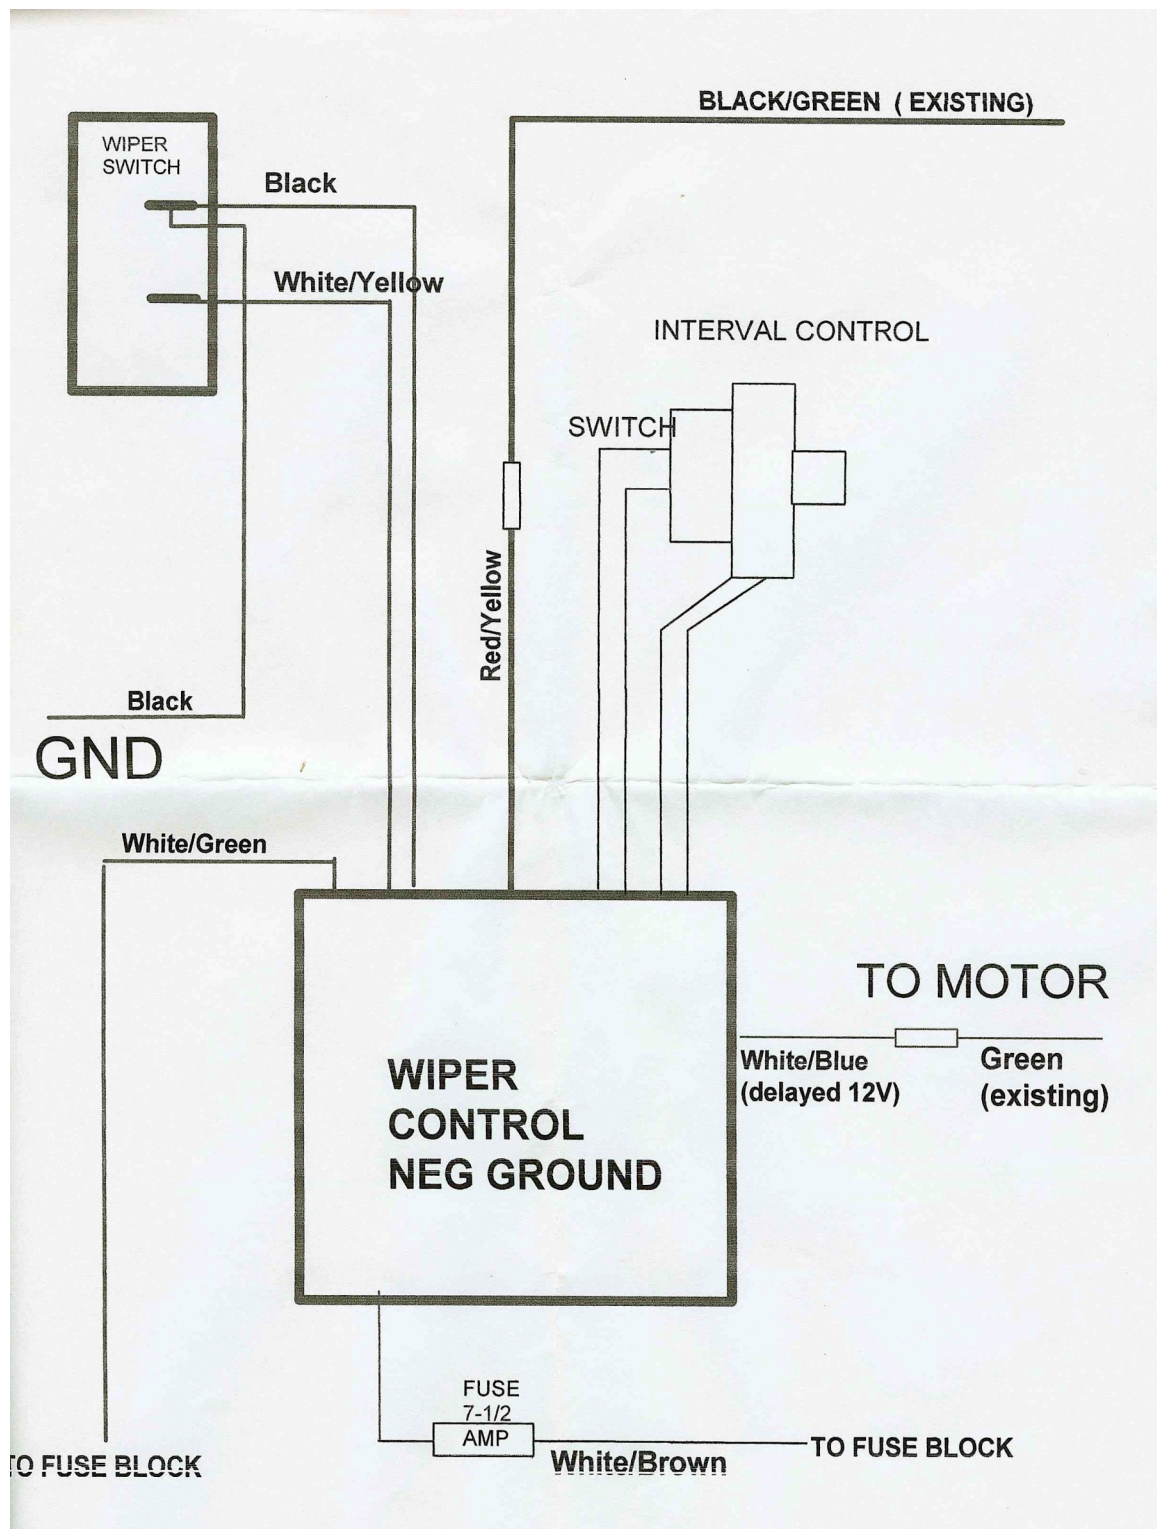 BLACK/GREEN ( EXISTING)
WIPER
SWITCH
Black
White/Yellow
INTERVAL CONTROL
SWITCH
Red/Yellow
Black
GND
White/Green
TO MOTOR
White/Blue
(delayed 12V)
Green
(existing)
WIPER
CONTROL
NEG GROUND
FUSE
7-1/2
AMP
White/Brown
TO FUSE BLOCK
TO FUSE BLOCK